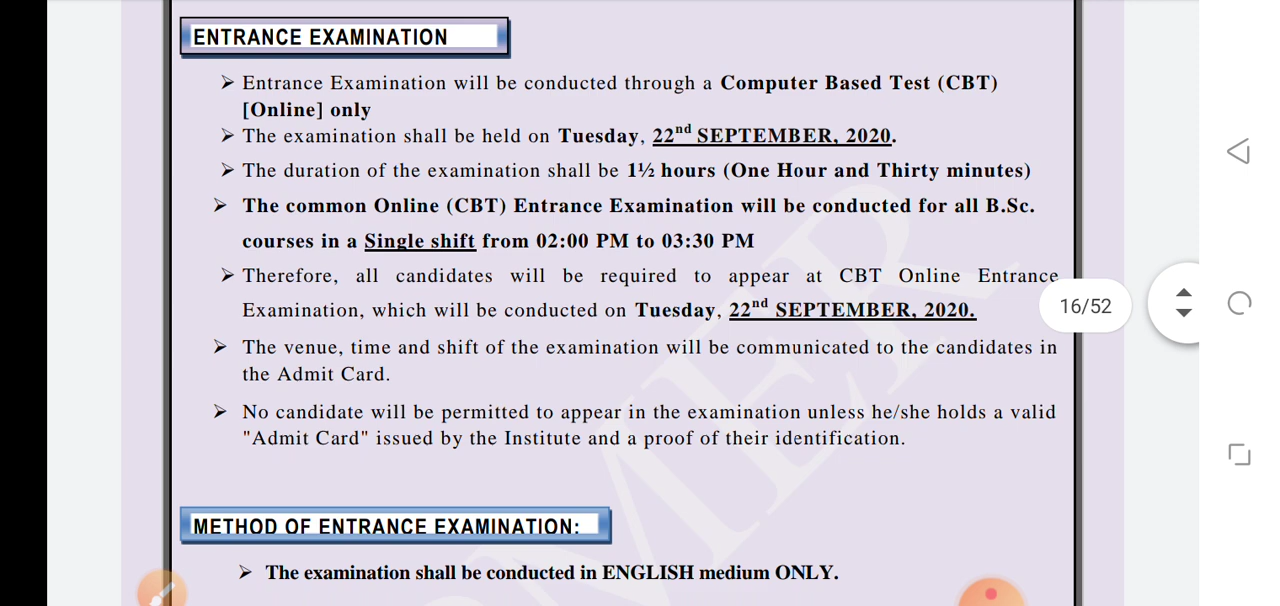 ENTRANCE EXAMINATION
➢ Entrance Examination will be conducted through a Computer Based Test (CBT)
[Online] only
➢ The examination shall be held on Tuesday, 22nd SEPTEMBER, 2020.
➢ The duration of the examination shall be 1½ hours (One Hour and Thirty minutes)
➢ The common Online (CBT) Entrance Examination will be conducted for all B.Sc.
courses in a Single shift from 02:00 PM to 03:30 PM
➢ Therefore, all candidates will be required to appear at CBT Online Entrance
Examination, which will be conducted on Tuesday, 22nd SEPTEMBER, 2020.
16/52
➢ The venue, time and shift of the examination will be communicated to the candidates in
the Admit Card.
➢ No candidate will be permitted to appear in the examination unless he/she holds a valid
"Admit Card" issued by the Institute and a proof of their identification.
METHOD OF ENTRANCE EXAMINATION:
➢ The examination shall be conducted in ENGLISH medium ONLY.